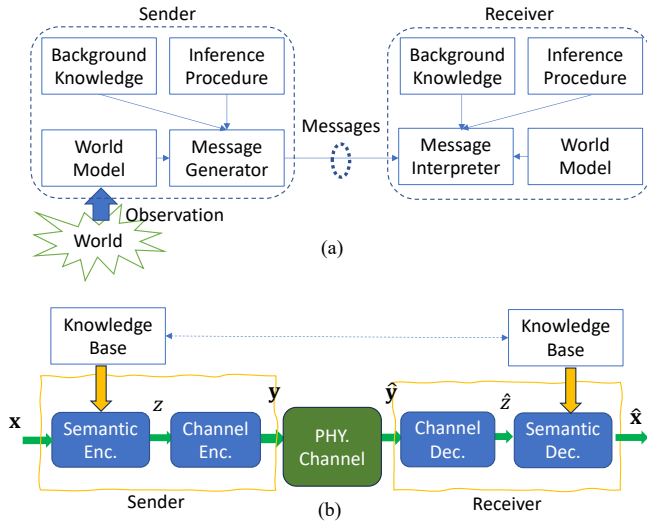 Sender
Receiver
Background
Knowledge
Inference
Procedure
Background
Knowledge
Inference
Procedure
Messages
World
Model
Message
Generator
Message
Interpreter
World
Model
Observation
World
(a)
Knowledge
Base
Knowledge
Base
x
z
y
ŷ
ẑ
x̂
Semantic
Enc.
Channel
Enc.
PHY.
Channel
Channel
Dec.
Semantic
Dec.
Sender
(b)
Receiver